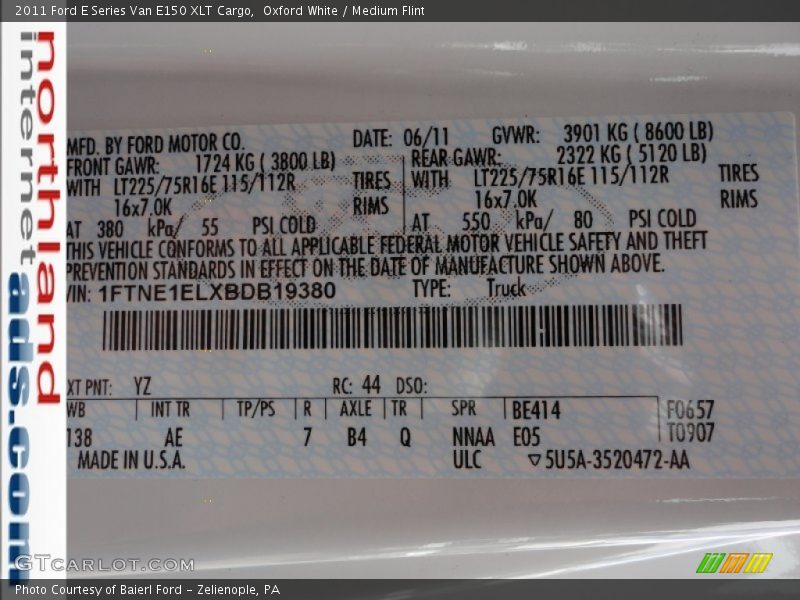 2011 Ford E Series Van E150 XLT Cargo,  Oxford White / Medium Flint
northland
internet ads.com
MFD. BY FORD MOTOR CO. DATE: 06/11 GVWR: 3901 KG ( 8600 LB)
FRONT GAWR: 1724 KG ( 3800 LB) REAR GAWR: 2322 KG ( 5120 LB)
WITH LT225/75R16E 115/112R TIRES WITH LT225/75R16E 115/112R TIRES
16x7.0K RIMS 16x7.0K RIMS
AT 380 kPa/ 55 PSI COLD AT 550 kPa/ 80 PSI COLD
THIS VEHICLE CONFORMS TO ALL APPLICABLE FEDERAL MOTOR VEHICLE SAFETY AND THEFT
PREVENTION STANDARDS IN EFFECT ON THE DATE OF MANUFACTURE SHOWN ABOVE.
VIN: 1FTNE1ELXBDB19380 TYPE: Truck
XT PNT: YZ RC: 44 DSO:
WB INT TR TP/PS R AXLE TR SPR BE414 F0657
138 AE 7 B4 Q NNAA E05 T0907
MADE IN U.S.A. ULC ▽5U5A-3520472-AA
GTCARLOT.COM
Photo Courtesy of Baierl Ford - Zelienople, PA